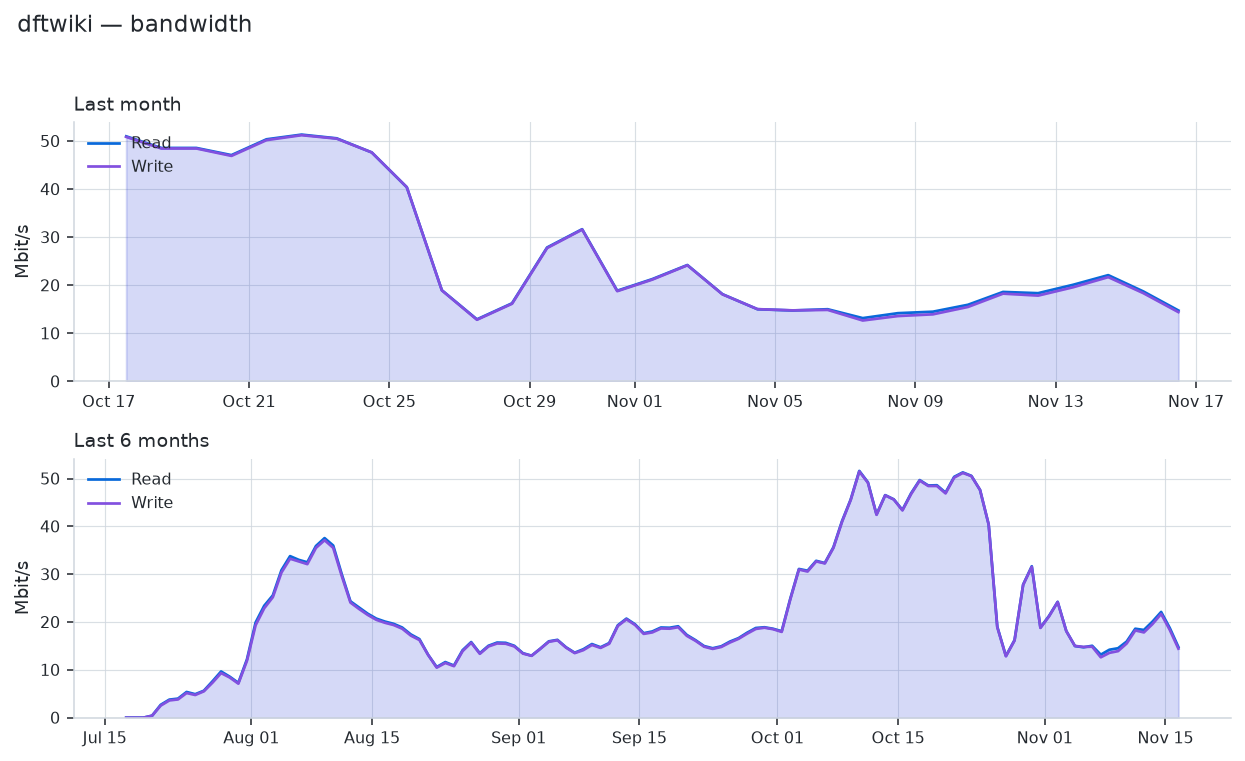 dftwiki — bandwidth
Last month
Read
Write
Mbit/s
50
40
30
20
10
0
Oct 17 Oct 21 Oct 25 Oct 29 Nov 01 Nov 05 Nov 09 Nov 13 Nov 17
Last 6 months
Read
Write
Mbit/s
50
40
30
20
10
0
Jul 15 Aug 01 Aug 15 Sep 01 Sep 15 Oct 01 Oct 15 Nov 01 Nov 15